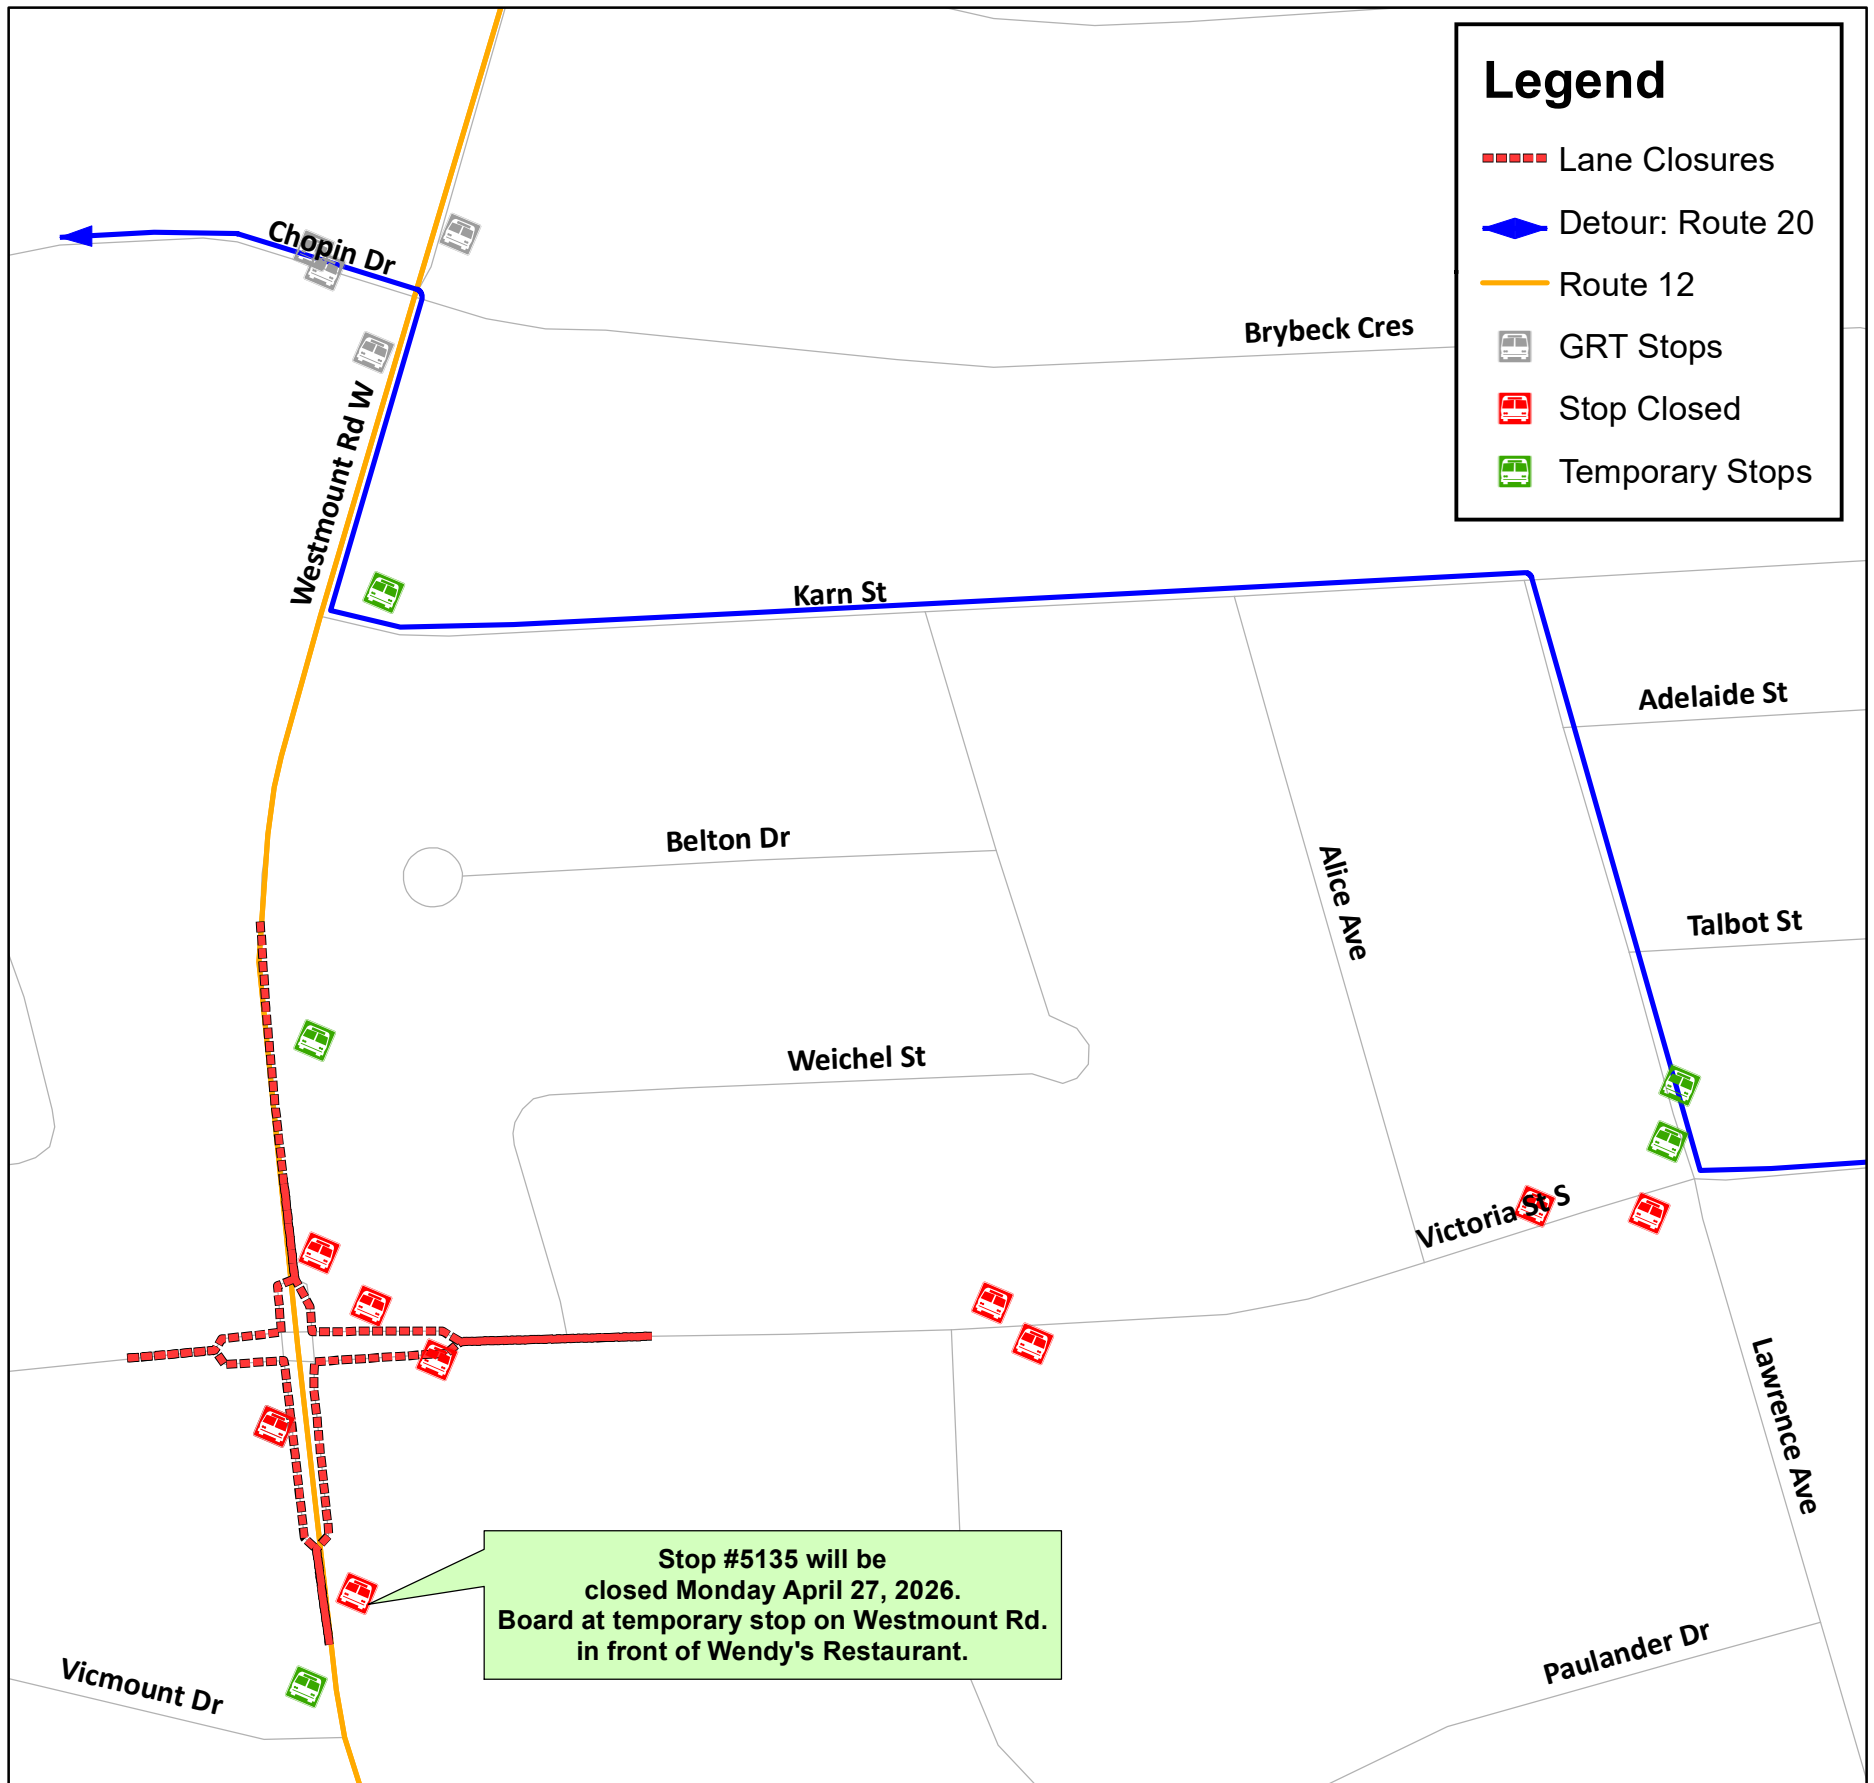 Legend
Lane Closures
Detour: Route 20
Route 12
GRT Stops
Stop Closed
Temporary Stops
Chopin Dr
Brybeck Cres
Westmount Rd W
Karn St
Adelaide St
Belton Dr
Alice Ave
Talbot St
Weichel St
Victoria St S
Lawrence Ave
Stop #5135 will be
closed Monday April 27, 2026.
Board at temporary stop on Westmount Rd.
in front of Wendy's Restaurant.
Vicmount Dr
Paulander Dr